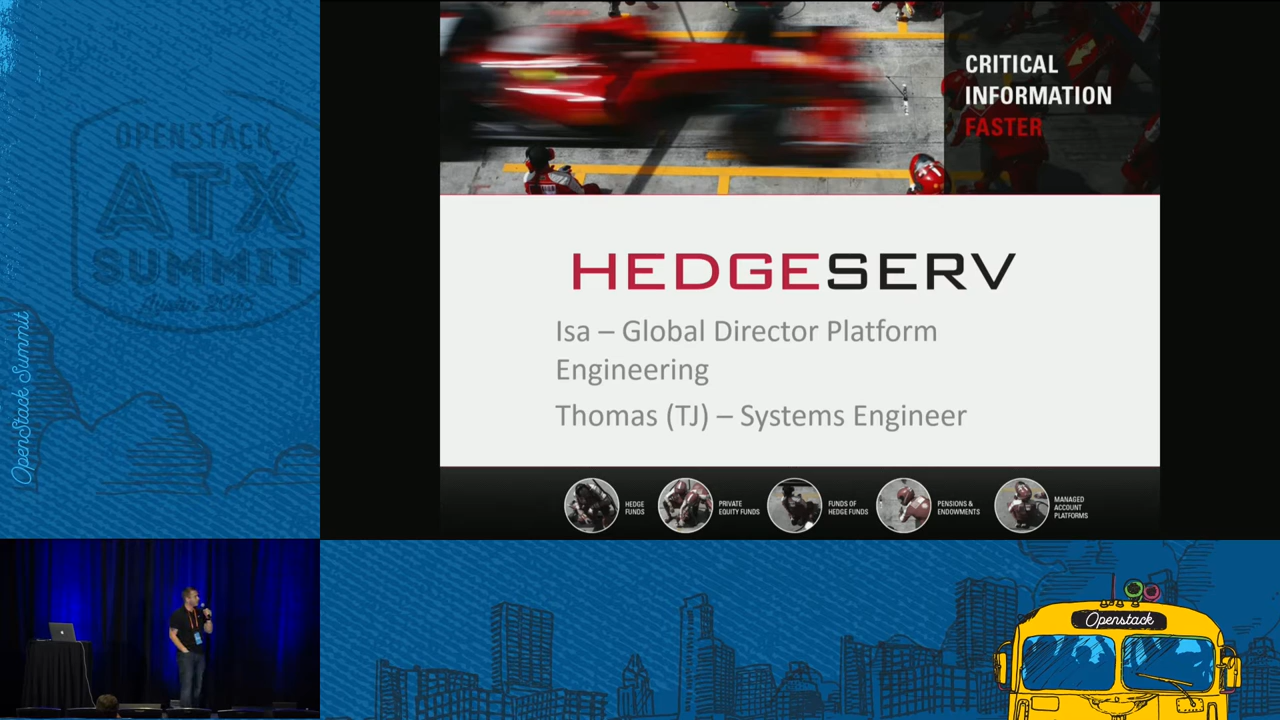 OPENSTACK
ATX
SUMMIT
OpenStack Summit
CRITICAL
INFORMATION
FASTER
HEDGESERV
Isa – Global Director Platform
Engineering
Thomas (TJ) – Systems Engineer
HEDGE
FUNDS
PRIVATE
EQUITY FUNDS
FUNDS OF
HEDGE FUNDS
PENSIONS &
ENDOWMENTS
MANAGED
ACCOUNT
PLATFORMS
Openstack